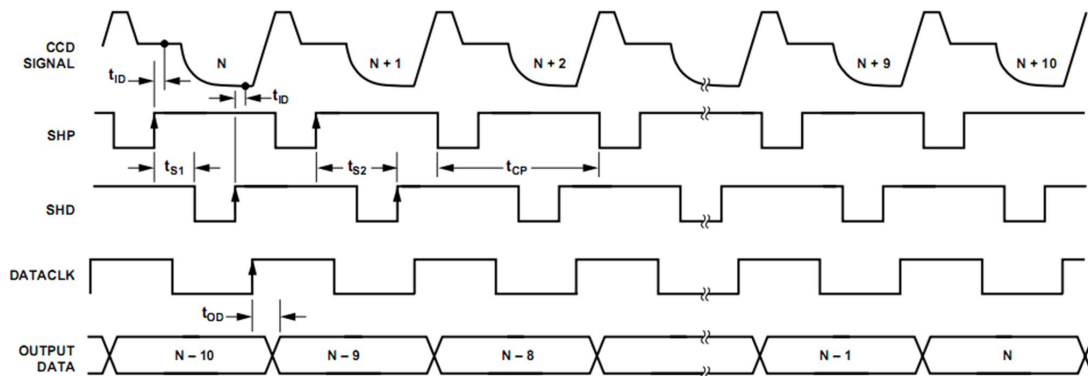 CCD
SIGNAL
N
N + 1
N + 2
N + 9
N + 10
tID
tID
SHP
tS1
tS2
tCP
SHD
DATACLK
tOD
OUTPUT
DATA
N – 10
N – 9
N – 8
N – 1
N